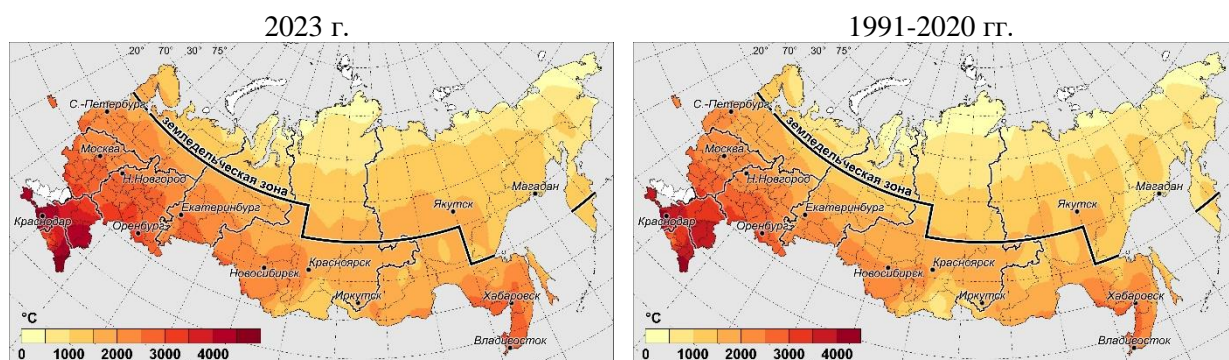 2023 г.
20° 70° 30° 75°
С.-Петербург
земледельческая зона
Москва
Н.Новгород
Магадан
Краснодар
Екатеринбург
Якутск
Оренбург
Новосибирск
Красноярск
Иркутск
Хабаровск
°C
0 1000 2000 3000 4000
Владивосток
1991-2020 гг.
20° 70° 30° 75°
С.-Петербург
земледельческая зона
Москва
Н.Новгород
Магадан
Краснодар
Екатеринбург
Якутск
Оренбург
Новосибирск
Красноярск
Иркутск
Хабаровск
°C
0 1000 2000 3000 4000
Владивосток